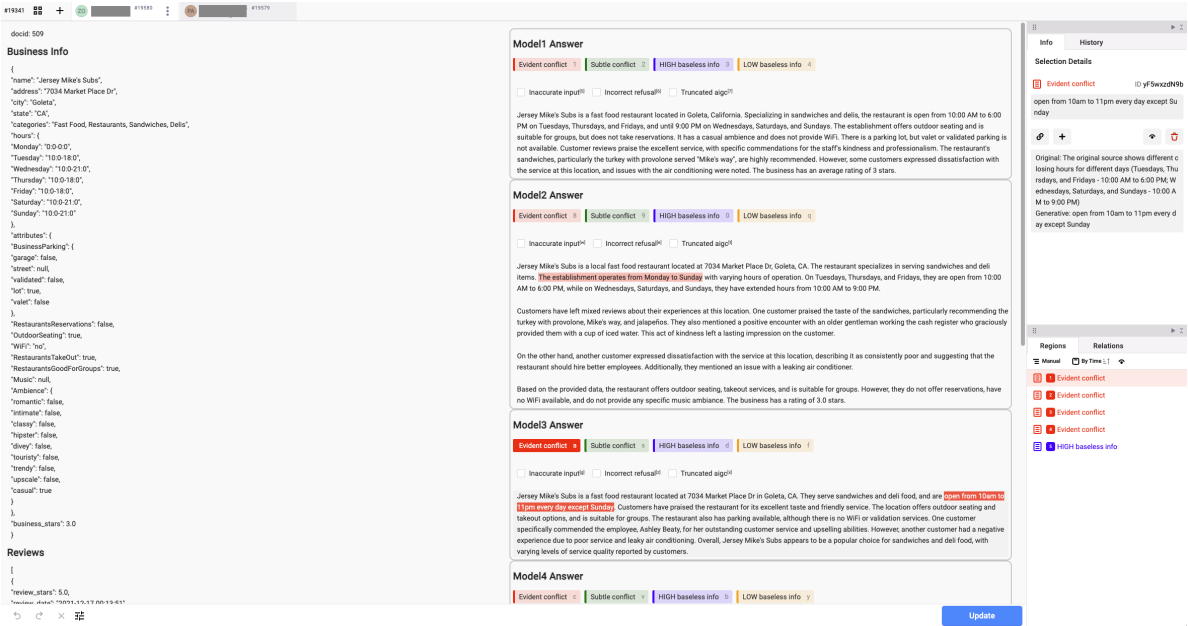 #19341
ZO
#19580
PA
#19579
docid: 509
Business Info
{
"name": "Jersey Mike's Subs",
"address": "7034 Market Place Dr",
"city": "Goleta",
"state": "CA",
"categories": "Fast Food, Restaurants, Sandwiches, Delis",
"hours": {
"Monday": "0:0-0:0",
"Tuesday": "10:0-18:0",
"Wednesday": "10:0-21:0",
"Thursday": "10:0-18:0",
"Friday": "10:0-18:0",
"Saturday": "10:0-21:0",
"Sunday": "10:0-21:0"
},
"attributes": {
"BusinessParking": {
"garage": false,
"street": null,
"validated": false,
"lot": true,
"valet": false
},
"RestaurantsReservations": false,
"OutdoorSeating": true,
"WiFi": "no",
"RestaurantsTakeOut": true,
"RestaurantsGoodForGroups": true,
"Music": null,
"Ambience": {
"romantic": false,
"intimate": false,
"classy": false,
"hipster": false,
"divey": false,
"touristy": false,
"trendy": false,
"upscale": false,
"casual": true
}
},
"business_stars": 3.0
}
Reviews
[
{
"review_stars": 5.0,
"review_date": "2021-12-17 00:13:51"
Model1 Answer
Evident conflict 1 Subtle conflict 2 HIGH baseless info 3 LOW baseless info 4
Inaccurate input[5] Incorrect refusal[6] Truncated aigc[7]
Jersey Mike's Subs is a fast food restaurant located in Goleta, California. Specializing in sandwiches and delis, the restaurant is open from 10:00 AM to 6:00
PM on Tuesdays, Thursdays, and Fridays, and until 9:00 PM on Wednesdays, Saturdays, and Sundays. The establishment offers outdoor seating and is
suitable for groups, but does not take reservations. It has a casual ambience and does not provide WiFi. There is a parking lot, but valet or validated parking is
not available. Customer reviews praise the excellent service, with specific commendations for the staff's kindness and professionalism. The restaurant's
sandwiches, particularly the turkey with provolone served "Mike's way", are highly recommended. However, some customers expressed dissatisfaction with
the service at this location, and issues with the air conditioning were noted. The business has an average rating of 3 stars.
Model2 Answer
Evident conflict 8 Subtle conflict 9 HIGH baseless info 0 LOW baseless info q
Inaccurate input[w] Incorrect refusal[e] Truncated aigc[t]
Jersey Mike's Subs is a local fast food restaurant located at 7034 Market Place Dr, Goleta, CA. The restaurant specializes in serving sandwiches and deli
items. The establishment operates from Monday to Sunday with varying hours of operation. On Tuesdays, Thursdays, and Fridays, they are open from 10:00
AM to 6:00 PM, while on Wednesdays, Saturdays, and Sundays, they have extended hours from 10:00 AM to 9:00 PM.
Customers have left mixed reviews about their experiences at this location. One customer praised the taste of the sandwiches, particularly recommending the
turkey with provolone, Mike's way, and jalapeños. They also mentioned a positive encounter with an older gentleman working the cash register who graciously
provided them with a cup of iced water. This act of kindness left a lasting impression on the customer.
On the other hand, another customer expressed dissatisfaction with the service at this location, describing it as consistently poor and suggesting that the
restaurant should hire better employees. Additionally, they mentioned an issue with a leaking air conditioner.
Based on the provided data, the restaurant offers outdoor seating, takeout services, and is suitable for groups. However, they do not offer reservations, have
no WiFi available, and do not provide any specific music ambiance. The business has a rating of 3.0 stars.
Model3 Answer
Evident conflict a Subtle conflict s HIGH baseless info d LOW baseless info f
Inaccurate input[g] Incorrect refusal[z] Truncated aigc[x]
Jersey Mike's Subs is a fast food restaurant located at 7034 Market Place Dr in Goleta, CA. They serve sandwiches and deli food, and are open from 10am to
11pm every day except Sunday. Customers have praised the restaurant for its excellent taste and friendly service. The location offers outdoor seating and
takeout options, and is suitable for groups. The restaurant also has parking available, although there is no WiFi or validation services. One customer
specifically commended the employee, Ashley Beaty, for her outstanding customer service and upselling abilities. However, another customer had a negative
experience due to poor service and leaky air conditioning. Overall, Jersey Mike's Subs appears to be a popular choice for sandwiches and deli food, with
varying levels of service quality reported by customers.
Model4 Answer
Evident conflict c Subtle conflict v HIGH baseless info b LOW baseless info y
Update
Info History
Selection Details
Evident conflict ID yF5wxzdN9b
open from 10am to 11pm every day except Su
nday
Original: The original source shows different c
losing hours for different days (Tuesdays, Thu
rsdays, and Fridays - 10:00 AM to 6:00 PM; W
ednesdays, Saturdays, and Sundays - 10:00 A
M to 9:00 PM)
Generative: open from 10am to 11pm every d
ay except Sunday
Regions Relations
Manual By Time
1 Evident conflict
2 Evident conflict
3 Evident conflict
4 Evident conflict
5 HIGH baseless info